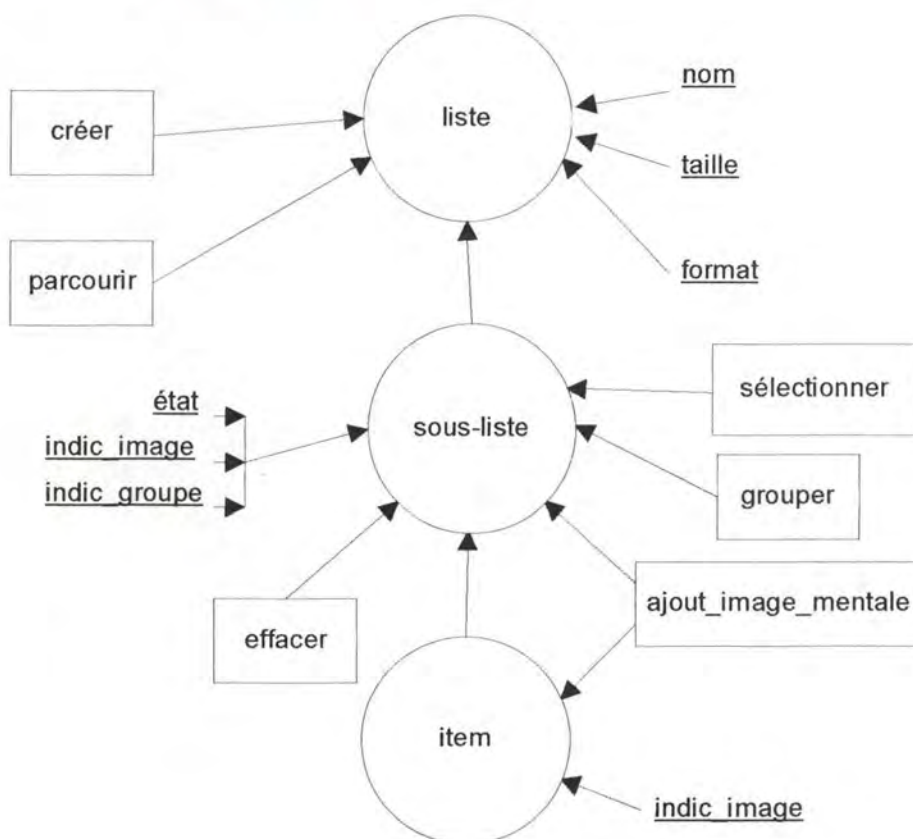 nom
liste
créer
taille
parcourir
format
sélectionner
état
sous-liste
indic_image
indic_groupe
grouper
ajout_image_mentale
effacer
item
indic_image